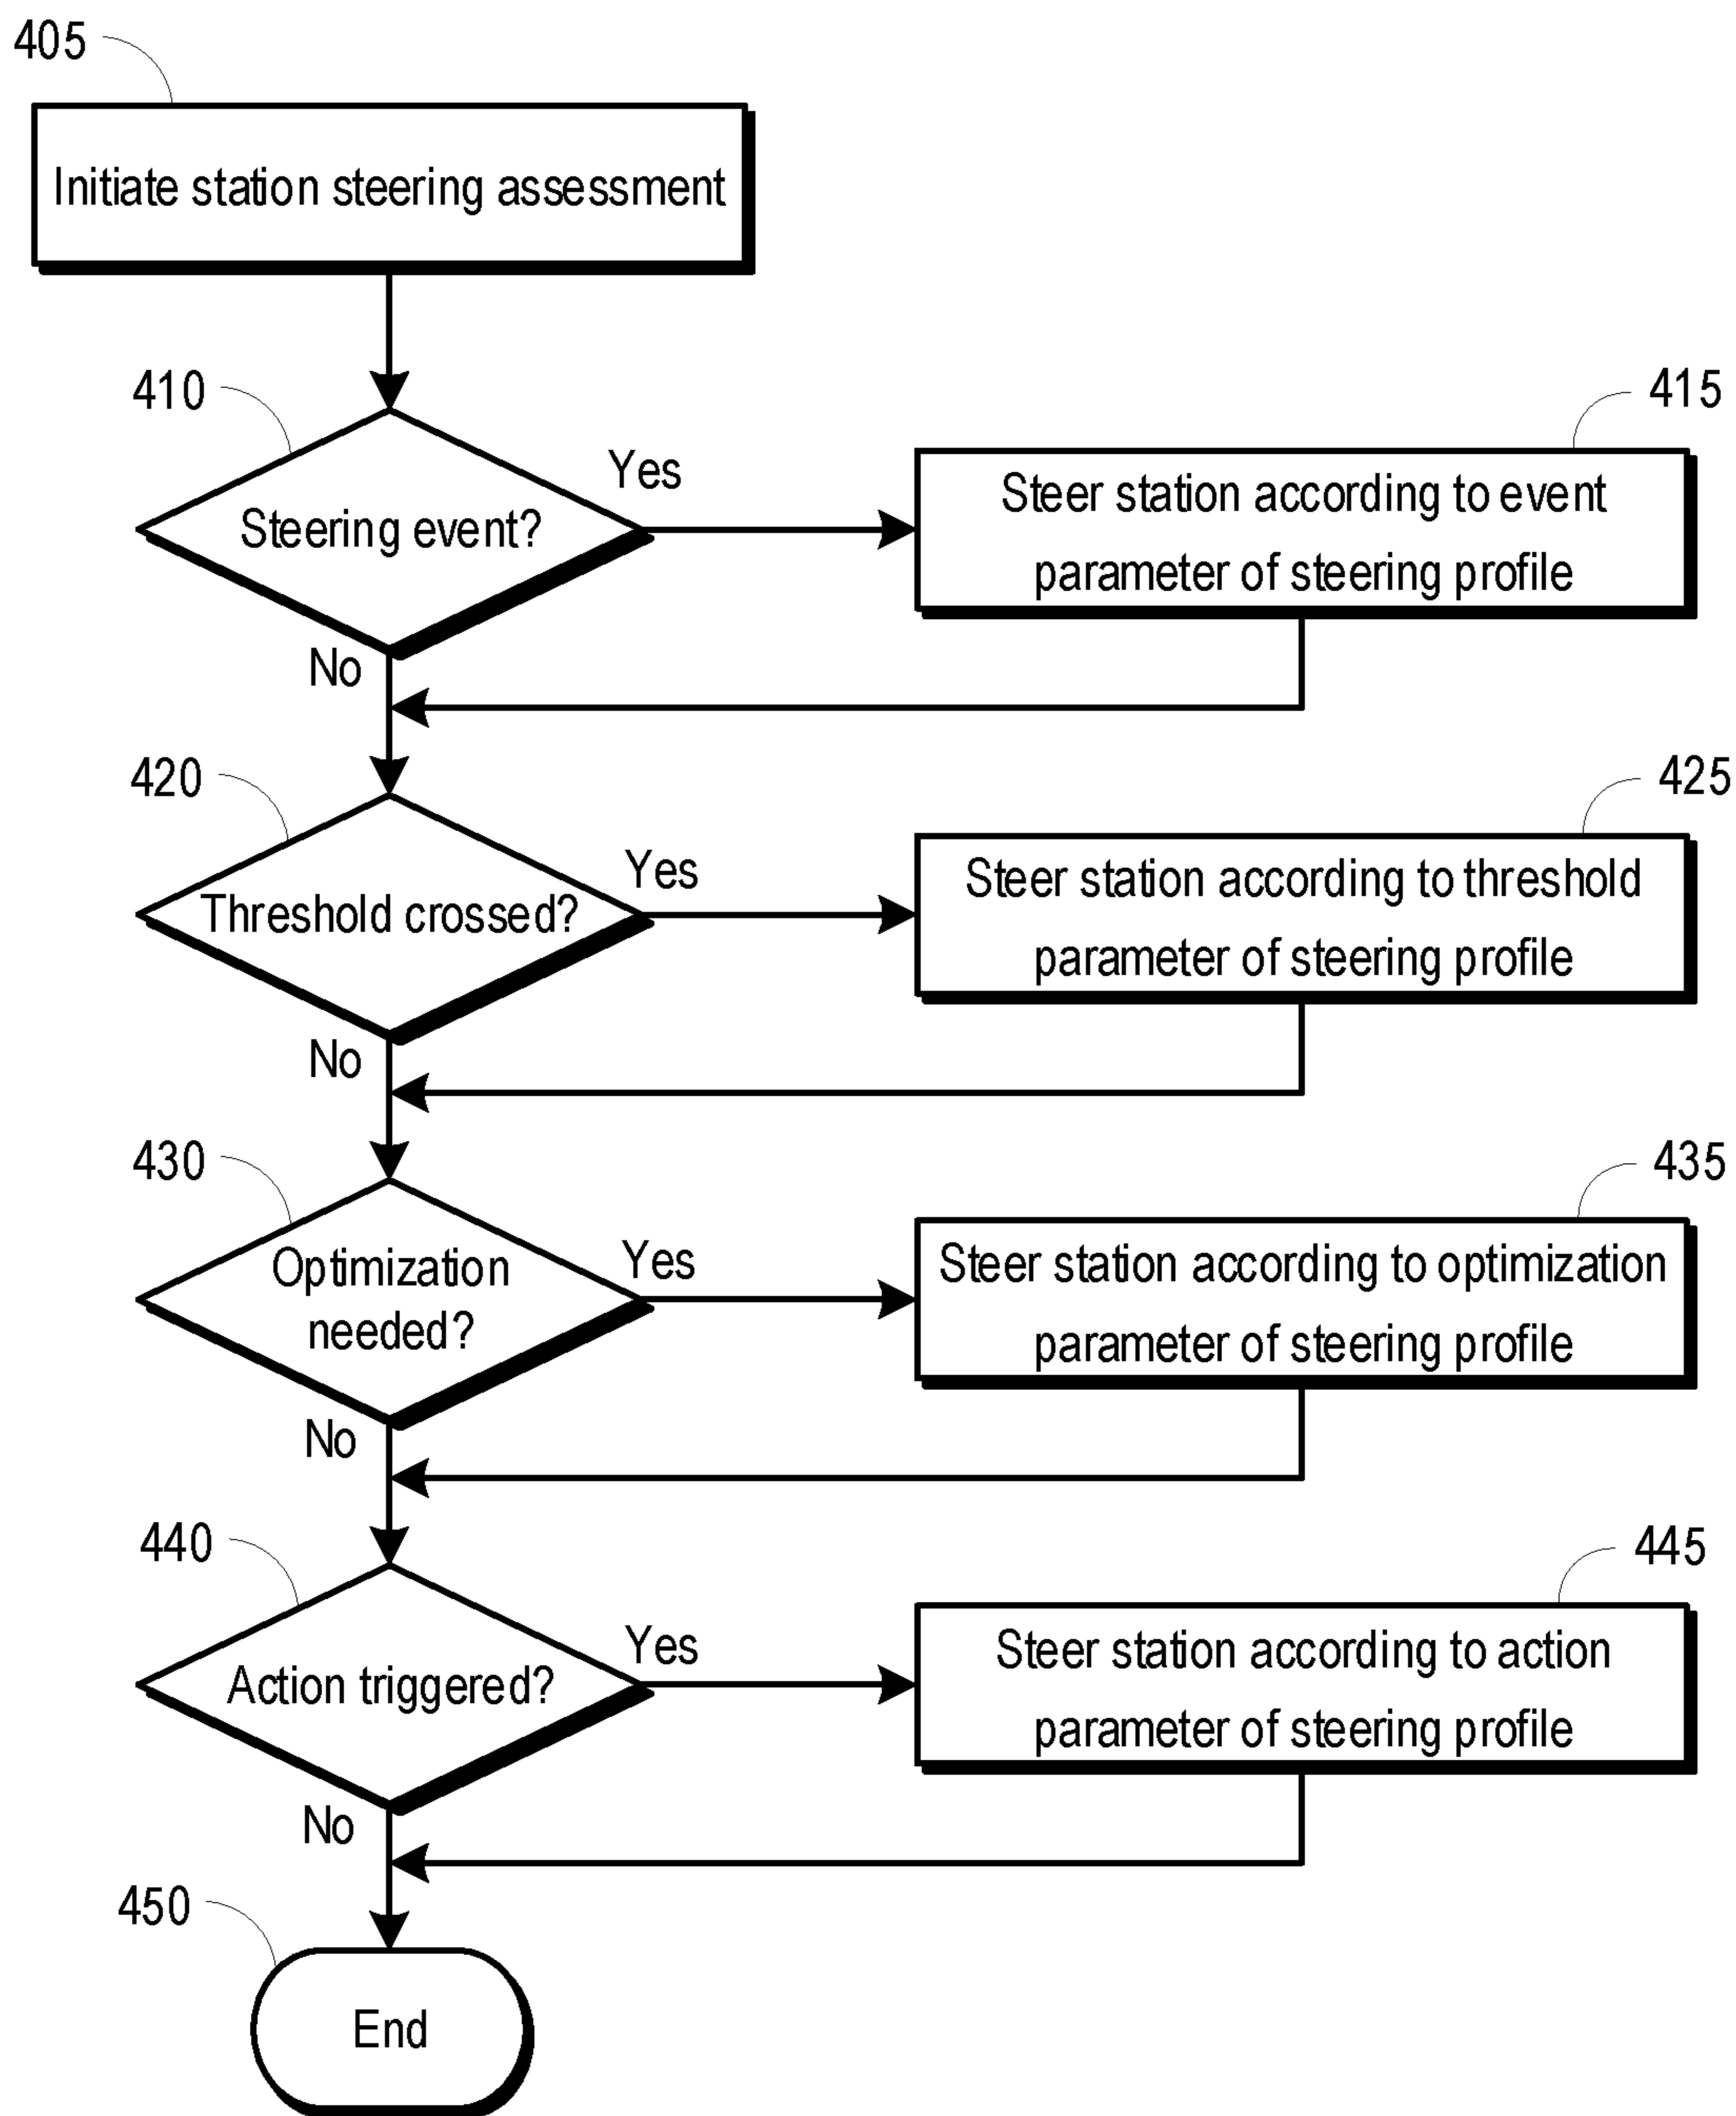 405
Initiate station steering assessment
410
Steering event?
Yes
No
415
Steer station according to event
parameter of steering profile
420
Threshold crossed?
Yes
No
425
Steer station according to threshold
parameter of steering profile
430
Optimization
needed?
Yes
No
435
Steer station according to optimization
parameter of steering profile
440
Action triggered?
Yes
No
445
Steer station according to action
parameter of steering profile
450
End